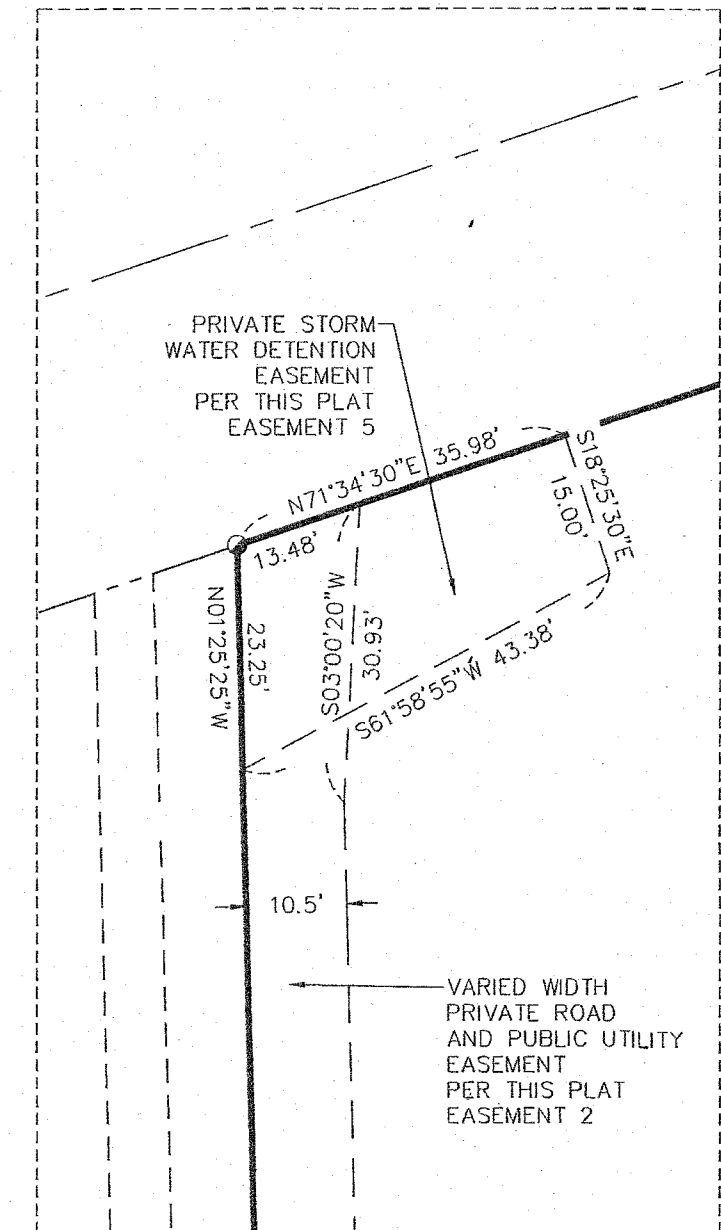 PRIVATE STORM
WATER DETENTION
EASEMENT
PER THIS PLAT
EASEMENT 5
N71°34'30"E 35.98'
13.48'
S18°25'30"E
15.00'
N01°25'25"W
23.25'
S03°00'20"W
30.93'
S61°58'55"W 43.38'
10.5'
VARIED WIDTH
PRIVATE ROAD
AND PUBLIC UTILITY
EASEMENT
PER THIS PLAT
EASEMENT 2